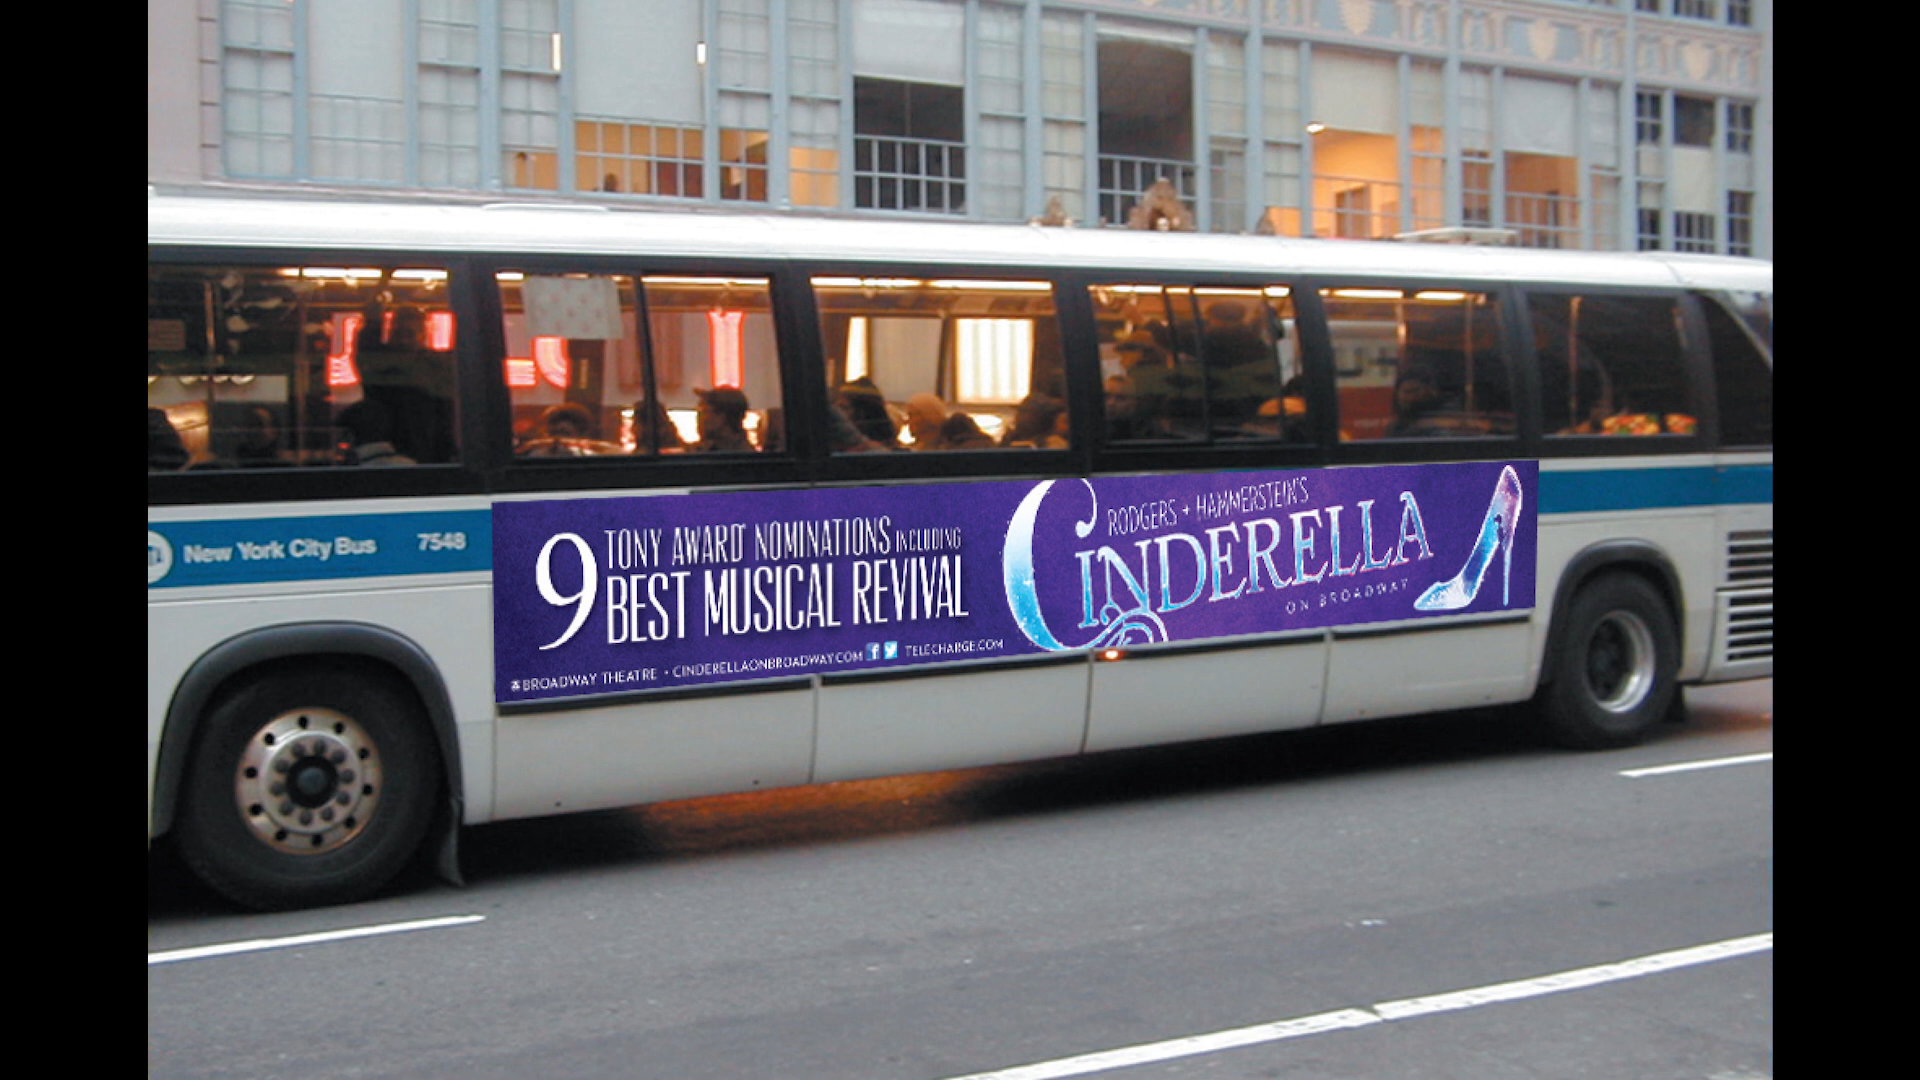 New York City Bus 7548
9 TONY AWARD® NOMINATIONS INCLUDING
BEST MUSICAL REVIVAL
BROADWAY THEATRE • CINDERELLAONBROADWAY.COM f TELECHARGE.COM
RODGERS + HAMMERSTEIN'S
CINDERELLA
ON BROADWAY